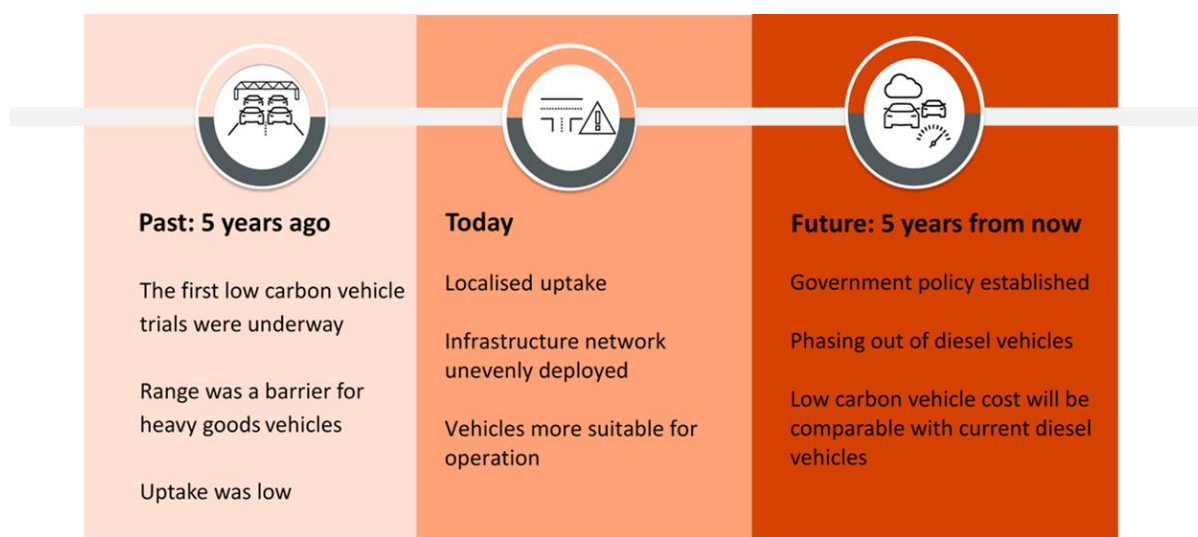 Past: 5 years ago
The first low carbon vehicle
trials were underway
Range was a barrier for
heavy goods vehicles
Uptake was low
Today
Localised uptake
Infrastructure network
unevenly deployed
Vehicles more suitable for
operation
Future: 5 years from now
Government policy established
Phasing out of diesel vehicles
Low carbon vehicle cost will be
comparable with current diesel
vehicles